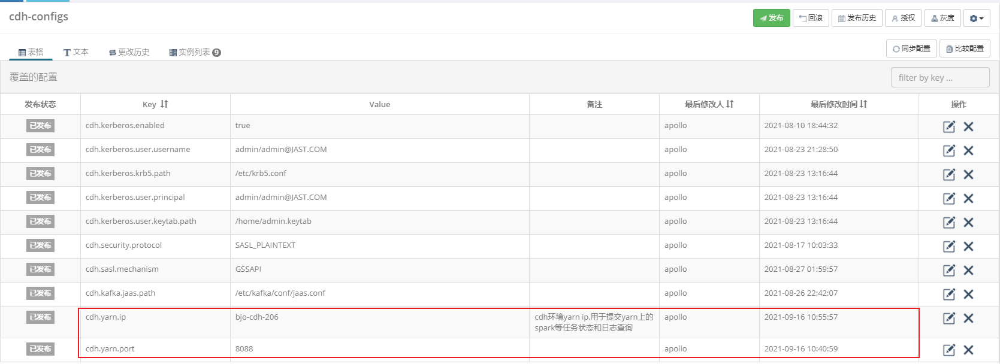 cdh-configs
发布 回滚 发布历史 授权 灰度
表格 文本 更改历史 实例列表 9 同步配置 比较配置
覆盖的配置 filter by key ...
发布状态 Key Value 备注 最后修改人 最后修改时间 操作
已发布 cdh.kerberos.enabled true apollo 2021-08-10 18:44:32
已发布 cdh.kerberos.user.username admin/admin@JAST.COM apollo 2021-08-23 21:28:50
已发布 cdh.kerberos.krb5.path /etc/krb5.conf apollo 2021-08-23 13:16:44
已发布 cdh.kerberos.user.principal admin/admin@JAST.COM apollo 2021-08-23 13:16:44
已发布 cdh.kerberos.user.keytab.path /home/admin.keytab apollo 2021-08-23 13:16:44
已发布 cdh.security.protocol SASL_PLAINTEXT apollo 2021-08-17 10:03:33
已发布 cdh.sasl.mechanism GSSAPI apollo 2021-08-27 01:59:57
已发布 cdh.kafka.jaas.path /etc/kafka/conf/jaas.conf apollo 2021-08-26 22:42:07
已发布 cdh.yarn.ip bjo-cdh-206 cdh环境yarn ip,用于提交yarn上的 apollo 2021-09-16 10:55:57
spark等任务状态和日志查询
已发布 cdh.yarn.port 8088 apollo 2021-09-16 10:40:59